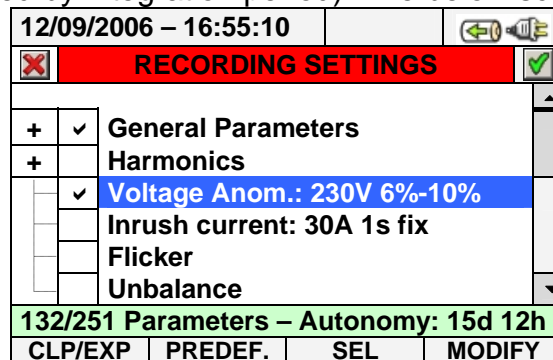 12/09/2006 – 16:55:10
RECORDING SETTINGS
+ ✓ General Parameters
+ Harmonics
✓ Voltage Anom.: 230V 6%-10%
Inrush current: 30A 1s fix
Flicker
Unbalance
132/251 Parameters – Autonomy: 15d 12h
CLP/EXP PREDEF. SEL MODIFY